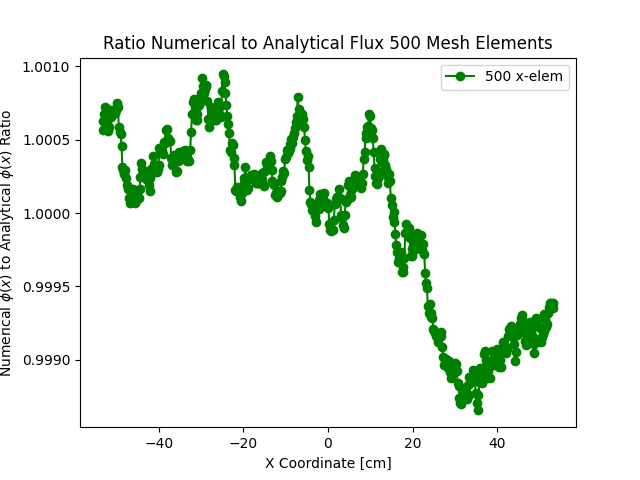 Ratio Numerical to Analytical Flux 500 Mesh Elements
500 x-elem
Numerical ϕ(x) to Analytical ϕ(x) Ratio
1.0010
1.0005
1.0000
0.9995
0.9990
−40 −20 0 20 40
X Coordinate [cm]